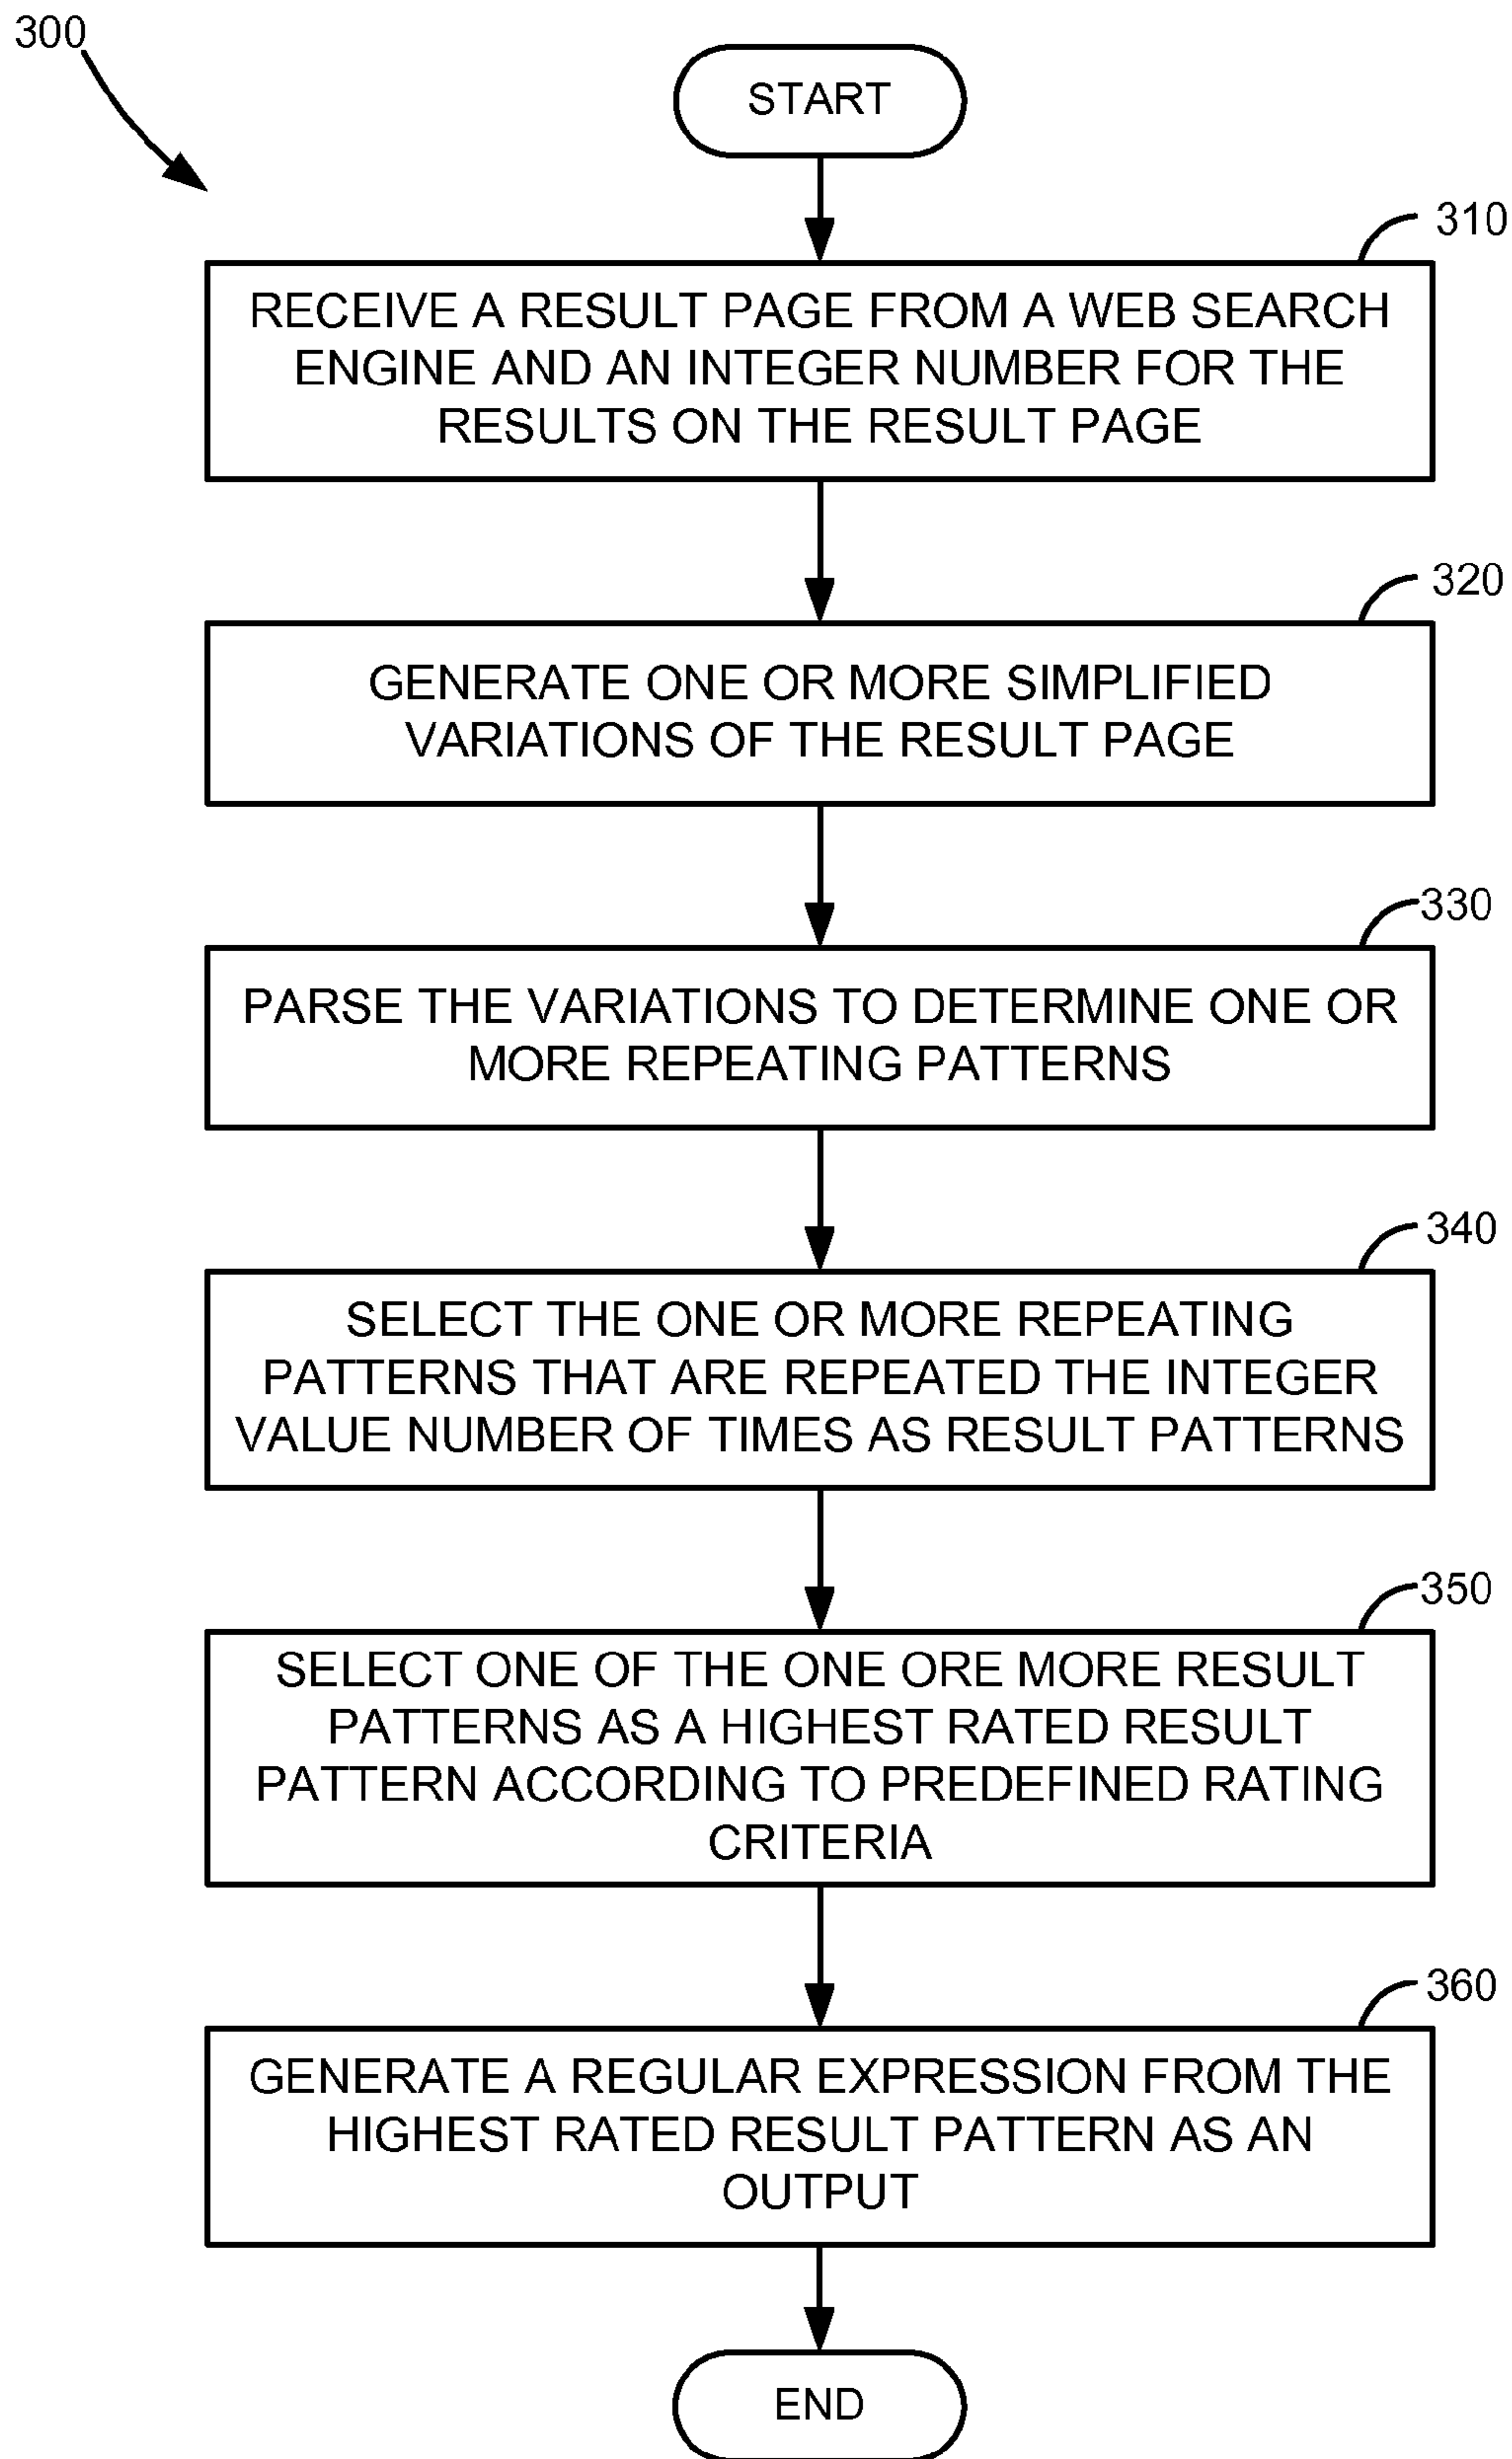 300
START
310
RECEIVE A RESULT PAGE FROM A WEB SEARCH
ENGINE AND AN INTEGER NUMBER FOR THE
RESULTS ON THE RESULT PAGE
320
GENERATE ONE OR MORE SIMPLIFIED
VARIATIONS OF THE RESULT PAGE
330
PARSE THE VARIATIONS TO DETERMINE ONE OR
MORE REPEATING PATTERNS
340
SELECT THE ONE OR MORE REPEATING
PATTERNS THAT ARE REPEATED THE INTEGER
VALUE NUMBER OF TIMES AS RESULT PATTERNS
350
SELECT ONE OF THE ONE ORE MORE RESULT
PATTERNS AS A HIGHEST RATED RESULT
PATTERN ACCORDING TO PREDEFINED RATING
CRITERIA
360
GENERATE A REGULAR EXPRESSION FROM THE
HIGHEST RATED RESULT PATTERN AS AN
OUTPUT
END